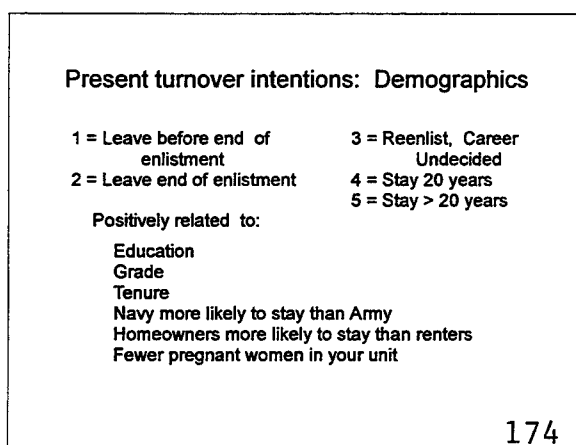 Present turnover intentions: Demographics
1 = Leave before end of
enlistment
2 = Leave end of enlistment
3 = Reenlist, Career
Undecided
4 = Stay 20 years
5 = Stay > 20 years
Positively related to:
Education
Grade
Tenure
Navy more likely to stay than Army
Homeowners more likely to stay than renters
Fewer pregnant women in your unit
174